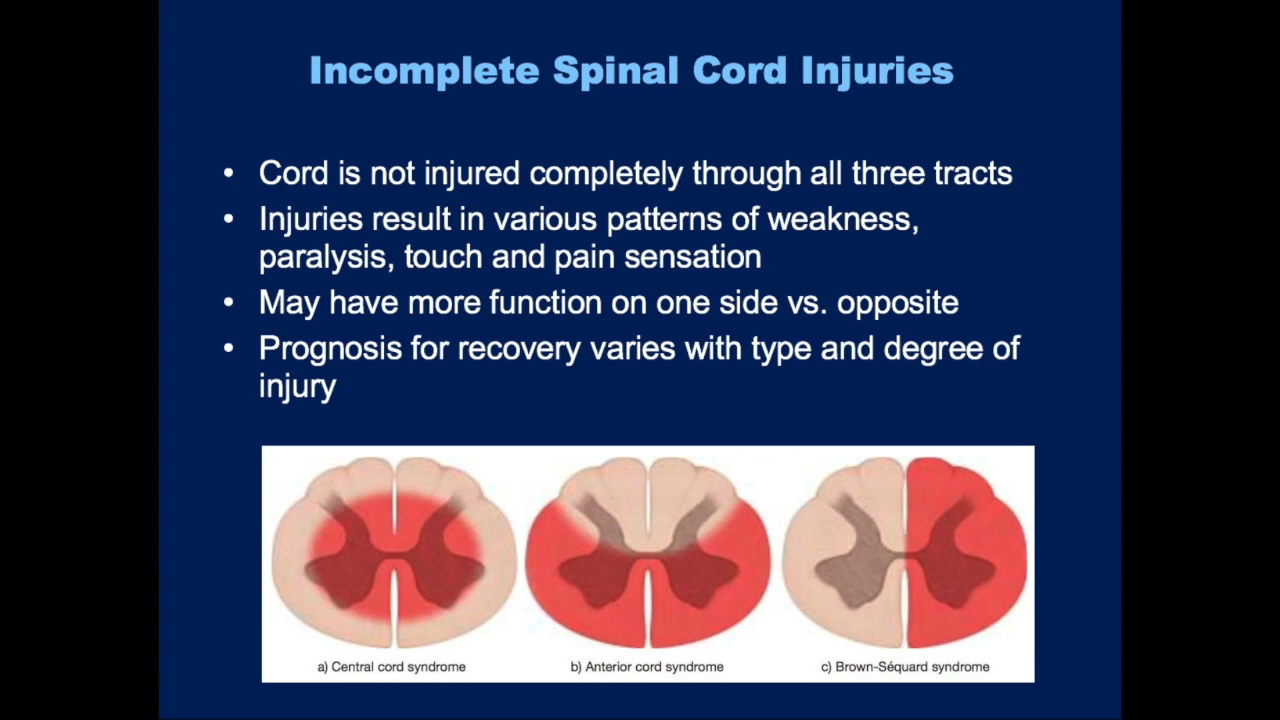 Incomplete Spinal Cord Injuries
• Cord is not injured completely through all three tracts
• Injuries result in various patterns of weakness,
paralysis, touch and pain sensation
• May have more function on one side vs. opposite
• Prognosis for recovery varies with type and degree of
injury
a) Central cord syndrome
b) Anterior cord syndrome
c) Brown-Séquard syndrome